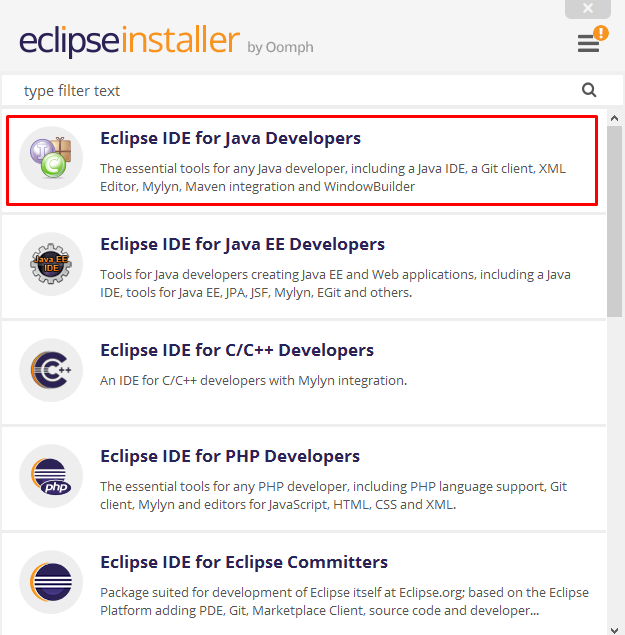 eclipseinstaller by Oomph
!
type filter text
Eclipse IDE for Java Developers
The essential tools for any Java developer, including a Java IDE, a Git client, XML
Editor, Mylyn, Maven integration and WindowBuilder
Java EE
IDE
Eclipse IDE for Java EE Developers
Tools for Java developers creating Java EE and Web applications, including a Java
IDE, tools for Java EE, JPA, JSF, Mylyn, EGit and others.
C++
Eclipse IDE for C/C++ Developers
An IDE for C/C++ developers with Mylyn integration.
php
Eclipse IDE for PHP Developers
The essential tools for any PHP developer, including PHP language support, Git
client, Mylyn and editors for JavaScript, HTML, CSS and XML.
Eclipse IDE for Eclipse Committers
Package suited for development of Eclipse itself at Eclipse.org; based on the Eclipse
Platform adding PDE, Git, Marketplace Client, source code and developer...